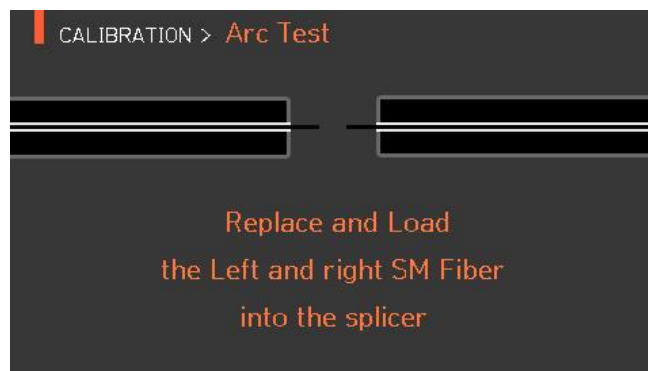 CALIBRATION > Arc Test
Replace and Load
the Left and right SM Fiber
into the splicer